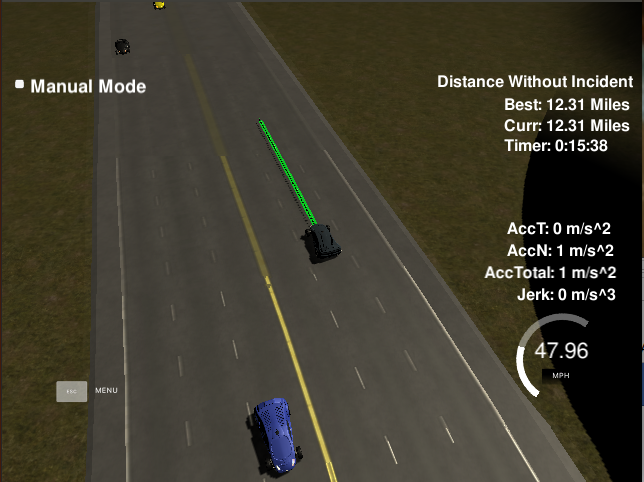 Manual Mode
Distance Without Incident
Best: 12.31 Miles
Curr: 12.31 Miles
Timer: 0:15:38
AccT: 0 m/s^2
AccN: 1 m/s^2
AccTotal: 1 m/s^2
Jerk: 0 m/s^3
47.96
MPH
ESC MENU